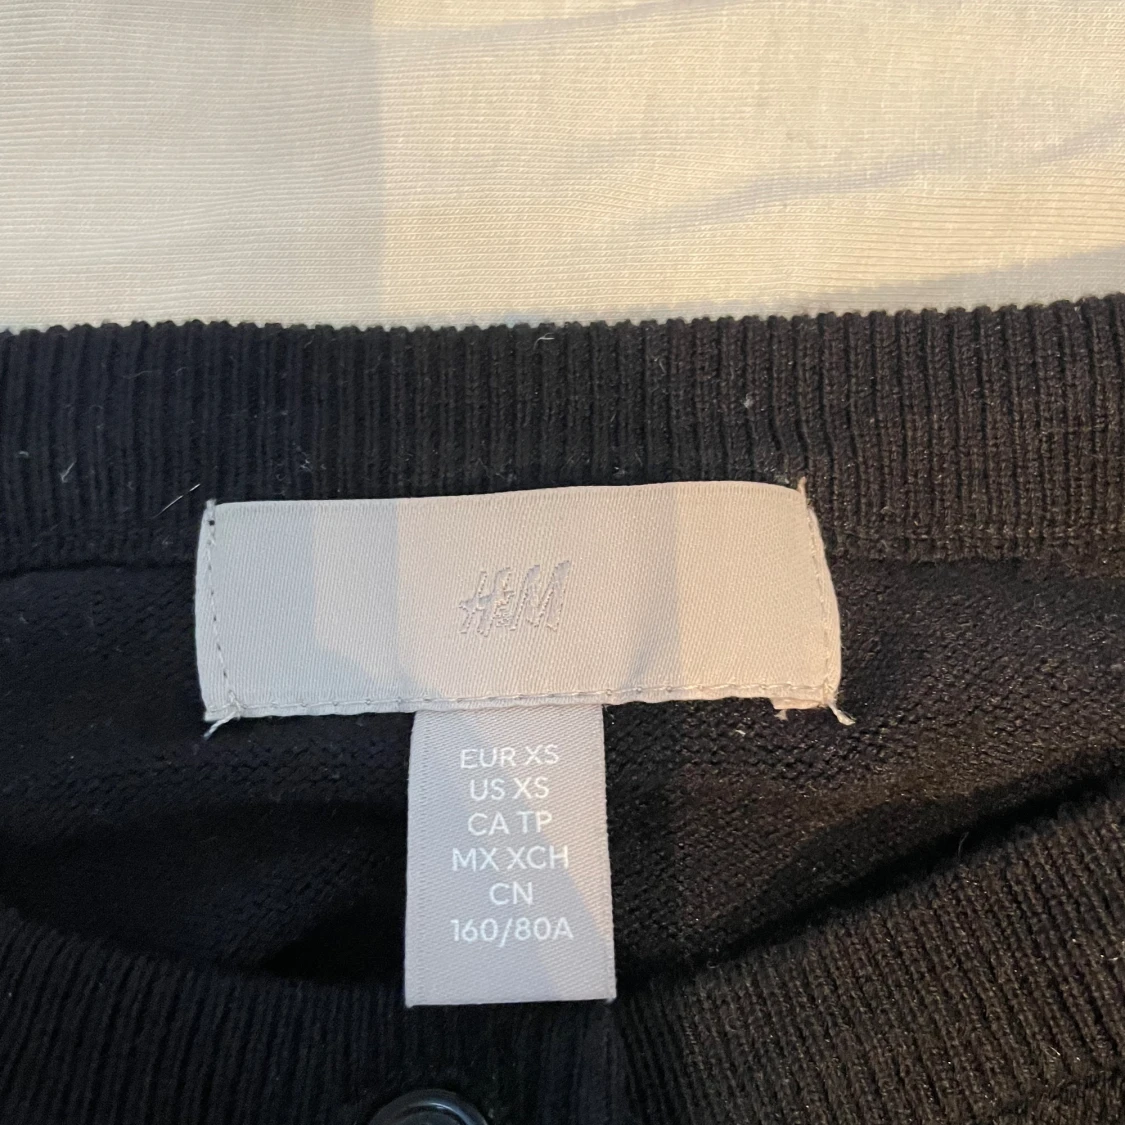 H&M
EUR XS
US XS
CA TP
MX XCH
CN
160/80A